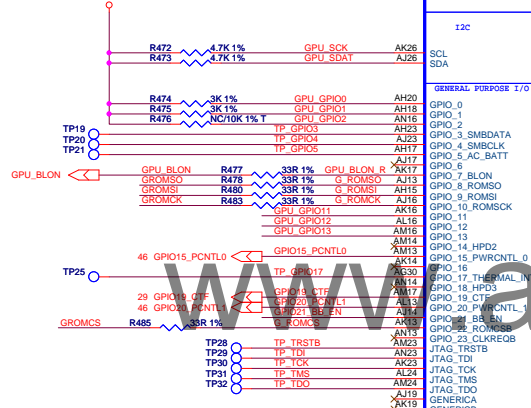 I2C
R472 4.7K 1% GPU_SCK AK26 SCL
R473 4.7K 1% GPU_SDAT AJ26 SDA
GENERAL PURPOSE I/O
R474 3K 1% GPU_GPIO0 AH20 GPIO_0
R475 3K 1% GPU_GPIO1 AH18 GPIO_1
R476 NC/10K 1% T GPU_GPIO2 AN16 GPIO_2
TP19 TP_GPIO3 AH23 GPIO_3_SMBDATA
TP20 TP_GPIO4 AJ23 GPIO_4_SMBCLK
TP21 TP_GPIO5 AH17 GPIO_5_AC_BATT
AJ17 GPIO_6
GPU_BLON GPU_BLON R477 33R 1% GPU_BLON_R AK17 GPIO_7_BLON
GROMSO R478 33R 1% G_ROMSO AJ13 GPIO_8_ROMSO
GROMSI R480 33R 1% G_ROMSI AH15 GPIO_9_ROMSI
GROMCK R483 33R 1% G_ROMCK AJ16 GPIO_10_ROMSCK
GPU_GPIO11 AK16 GPIO_11
GPU_GPIO12 AL16 GPIO_12
GPU_GPIO13 AM16 GPIO_13
AM14 GPIO_14_HPD2
46 GPIO15_PCNTL0 GPIO15_PCNTL0 AM13 GPIO_15_PWRCNTL_0
AK14 GPIO_16
TP25 TP_GPIO17 AG30 GPIO_17_THERMAL_IN
AN14 GPIO_18_HPD3
29 GPIO19_CTF GPIO19_CTF AM17 GPIO_19_CTF
46 GPIO20_PCNTL1 GPIO20_PCNTL1 AL13 GPIO_20_PWRCNTL_1
GPIO21_BB_EN AJ14 GPIO_21_BB_EN
GROMCS R485 33R 1% G_ROMCS AK13 GPIO_22_ROMCSB
AN13 GPIO_23_CLKREQB
TP28 TP_TRSTB AM23 JTAG_TRSTB
TP29 TP_TDI AN23 JTAG_TDI
TP30 TP_TCK AK23 JTAG_TCK
TP31 TP_TMS AL24 JTAG_TMS
TP32 TP_TDO AM24 JTAG_TDO
AJ19 GENERICA
AK19
www.a